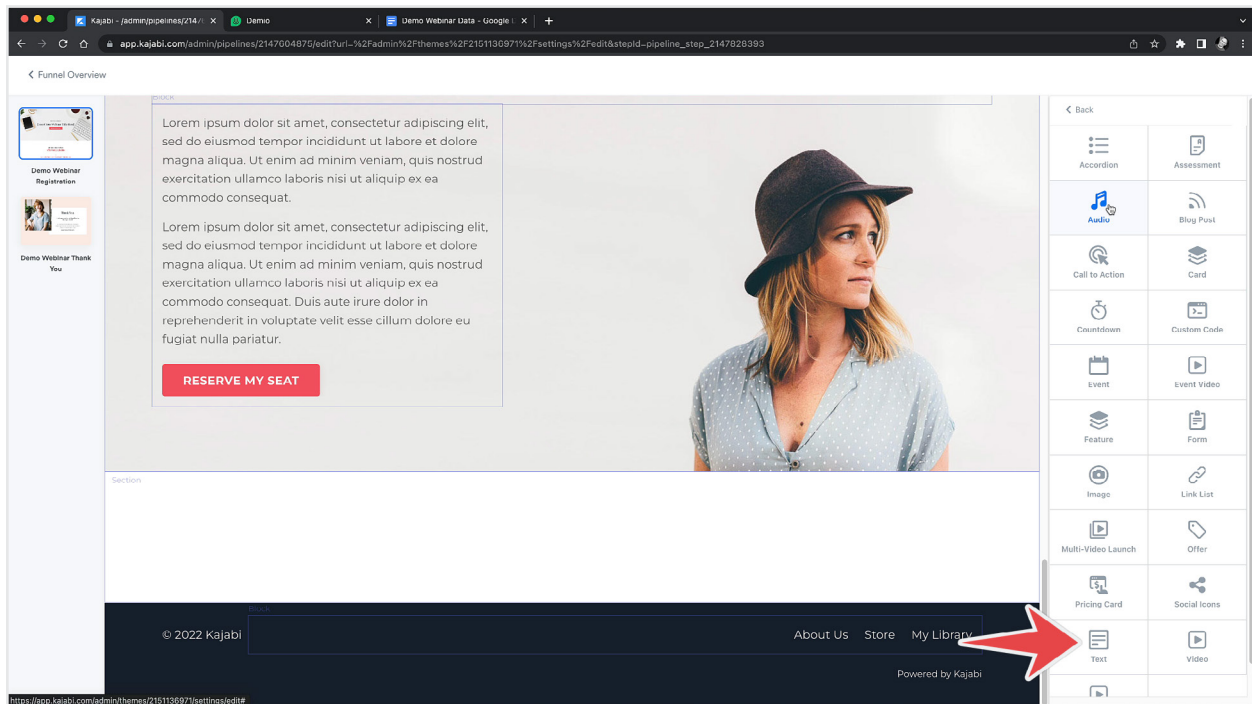 Kajabi - /admin/pipelines/2147
Demio
Demo Webinar Data - Google
app.kajabi.com/admin/pipelines/2147604875/edit?url=%2Fadmin%2Fthemes%2F2151136971%2Fsettings%2Fedit&stepId=pipeline_step_2147828393
Funnel Overview
Demo Webinar
Registration
Demo Webinar Thank
You
Block
Lorem ipsum dolor sit amet, consectetur adipiscing elit,
sed do eiusmod tempor incididunt ut labore et dolore
magna aliqua. Ut enim ad minim veniam, quis nostrud
exercitation ullamco laboris nisi ut aliquip ex ea
commodo consequat.
Lorem ipsum dolor sit amet, consectetur adipiscing elit,
sed do eiusmod tempor incididunt ut labore et dolore
magna aliqua. Ut enim ad minim veniam, quis nostrud
exercitation ullamco laboris nisi ut aliquip ex ea
commodo consequat. Duis aute irure dolor in
reprehenderit in voluptate velit esse cillum dolore eu
fugiat nulla pariatur.
RESERVE MY SEAT
Section
Block
© 2022 Kajabi
About Us Store My Library
Powered by Kajabi
https://app.kajabi.com/admin/themes/2151136971/settings/edit#
Back
Accordion
Assessment
Audio
Blog Post
Call to Action
Card
Countdown
Custom Code
Event
Event Video
Feature
Form
Image
Link List
Multi-Video Launch
Offer
Pricing Card
Social Icons
Text
Video